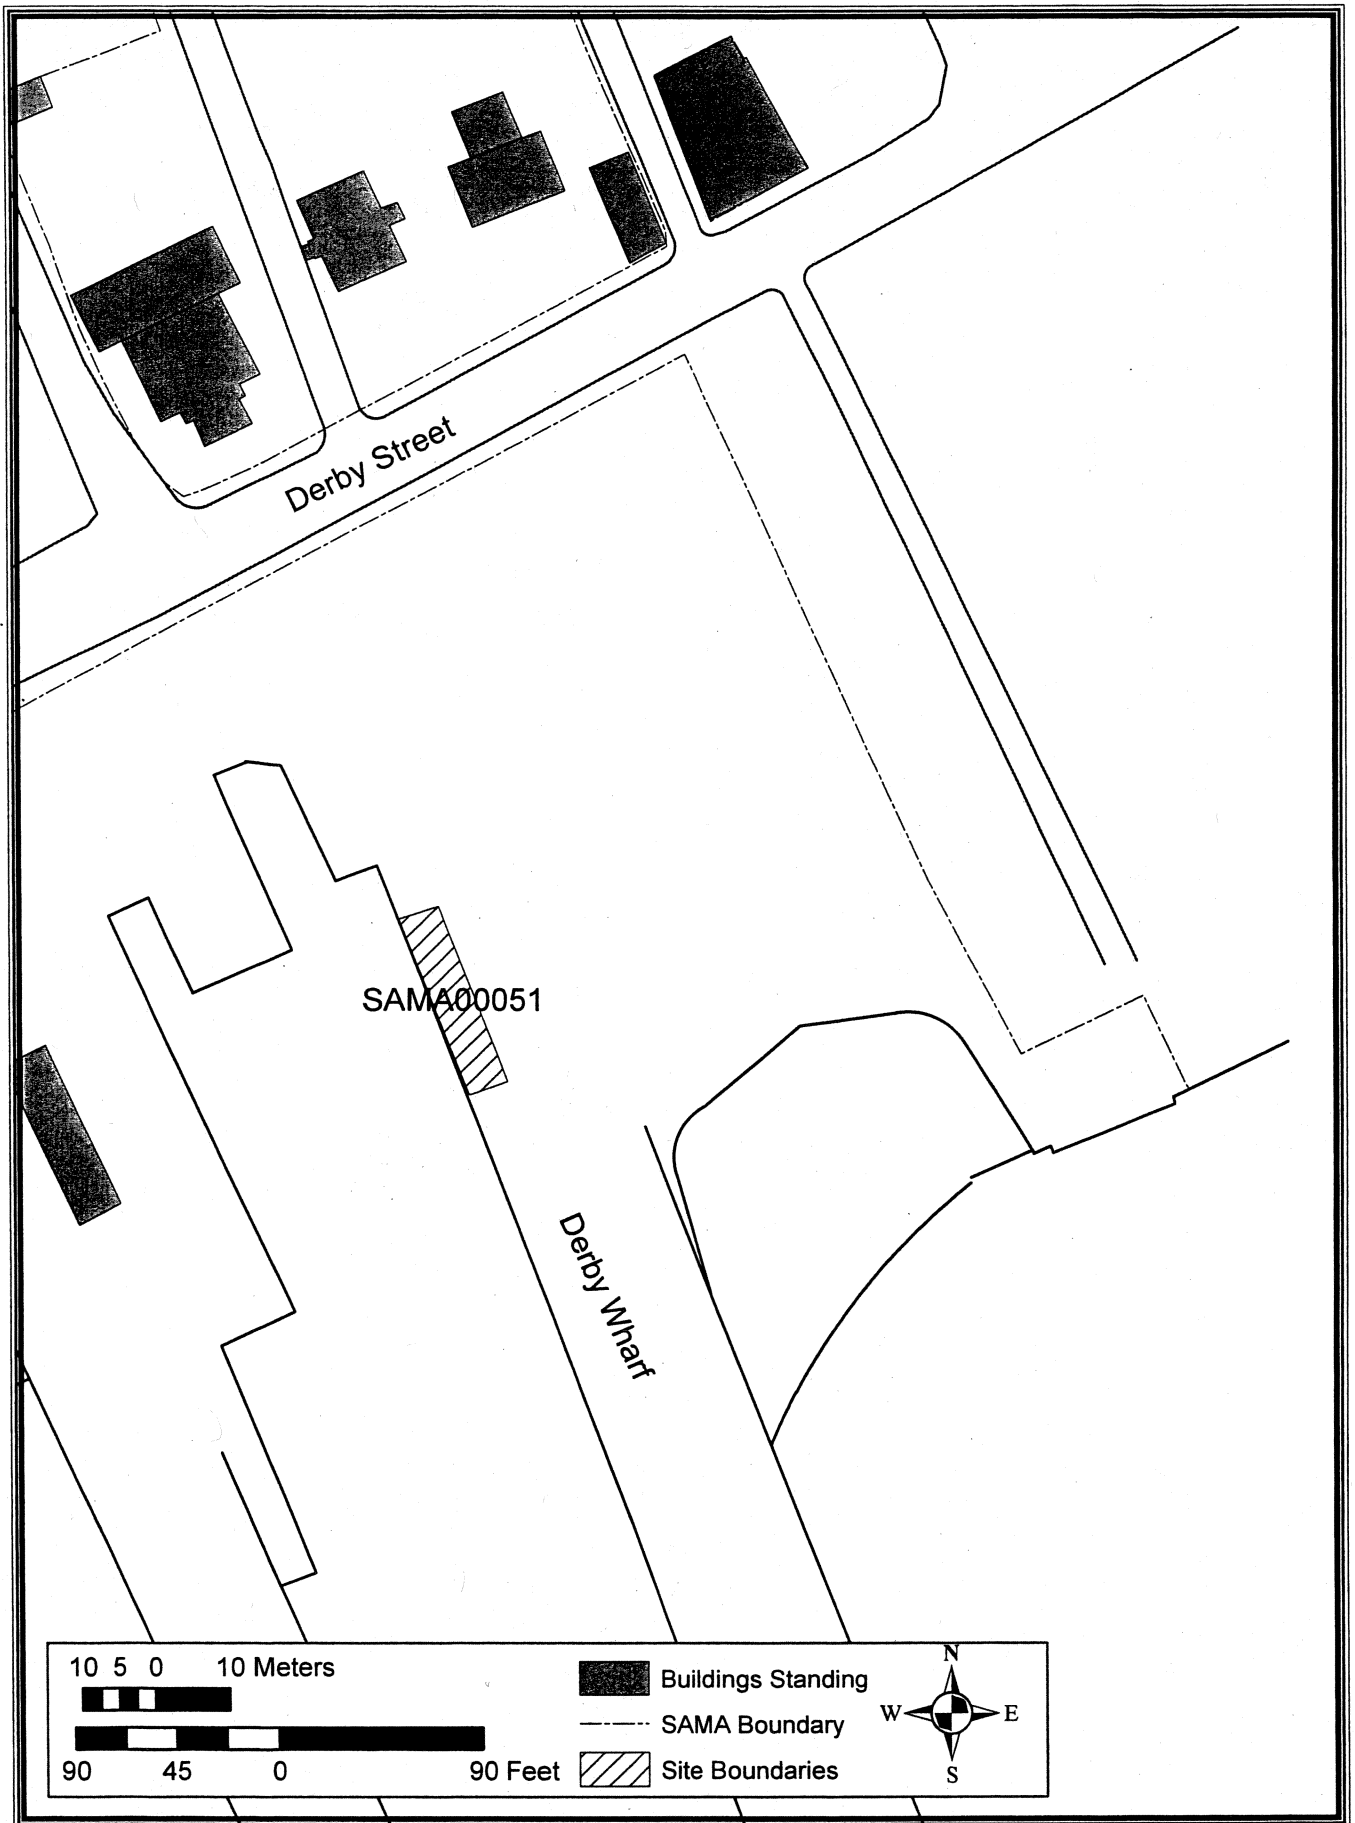 Derby Street
SAMA00051
Derby Wharf
10 5 0 10 Meters
90 45 0 90 Feet
Buildings Standing
SAMA Boundary
Site Boundaries
N
W E
S